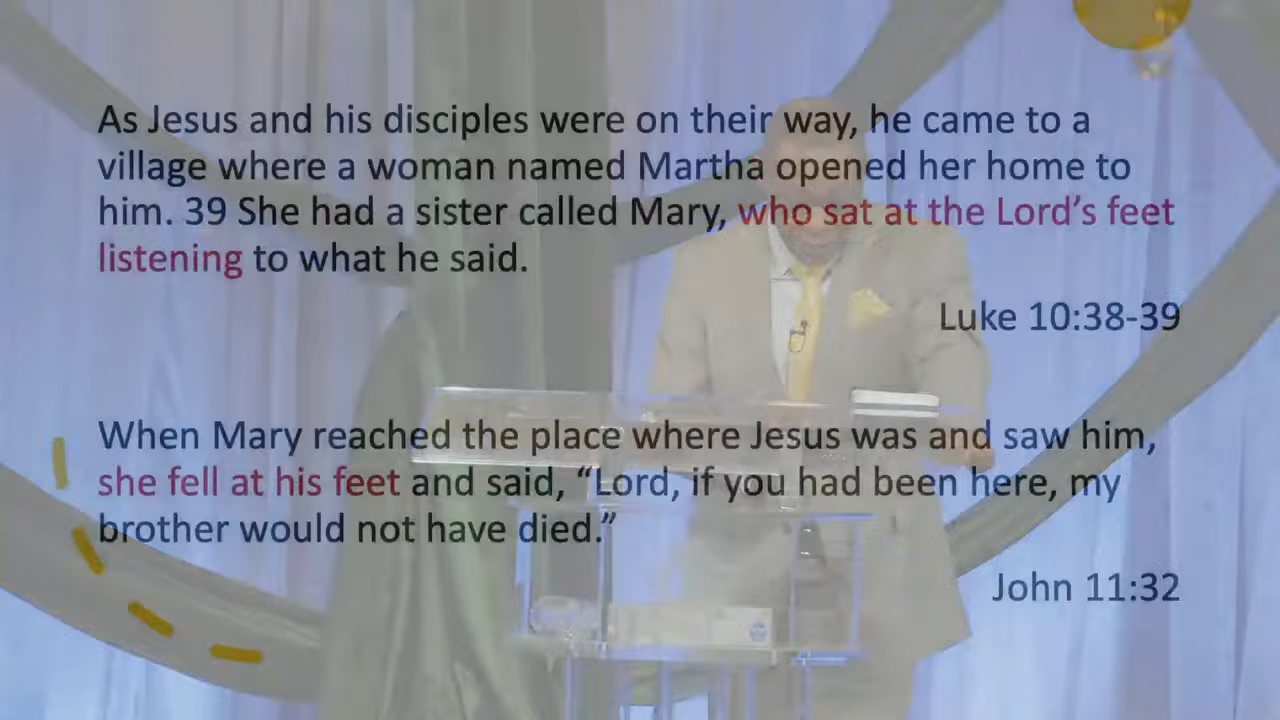 As Jesus and his disciples were on their way, he came to a
village where a woman named Martha opened her home to
him. 39 She had a sister called Mary, who sat at the Lord’s feet
listening to what he said.
Luke 10:38-39
When Mary reached the place where Jesus was and saw him,
she fell at his feet and said, “Lord, if you had been here, my
brother would not have died.”
John 11:32